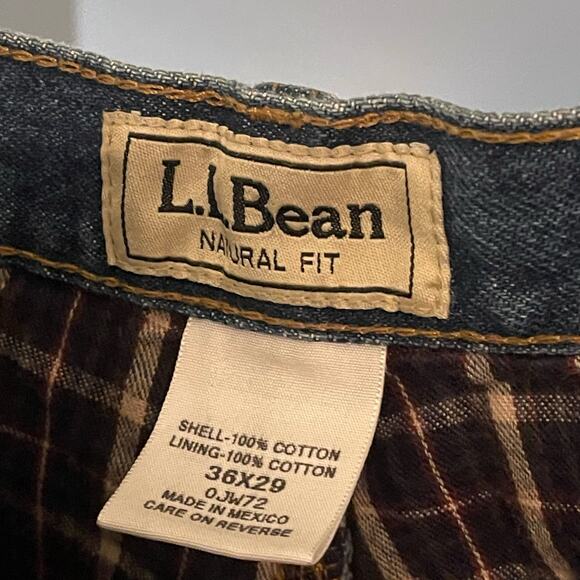 L.L.Bean
NATURAL FIT
SHELL-100% COTTON
LINING-100% COTTON
36X29
0JW72
MADE IN MEXICO
CARE ON REVERSE